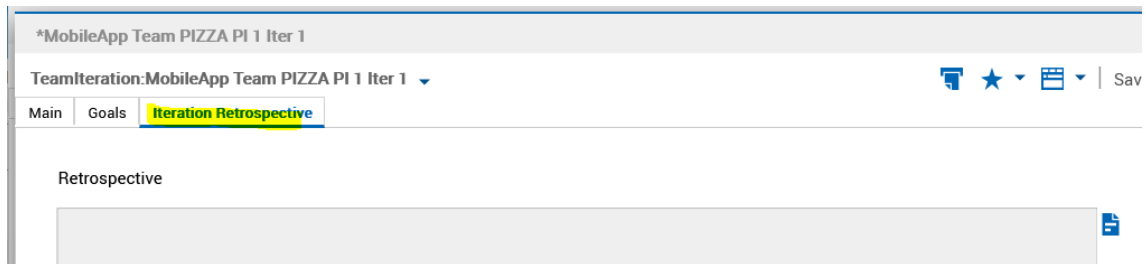 *MobileApp Team PIZZA PI 1 Iter 1
TeamIteration:MobileApp Team PIZZA PI 1 Iter 1
Sav
Main Goals Iteration Retrospective
Retrospective